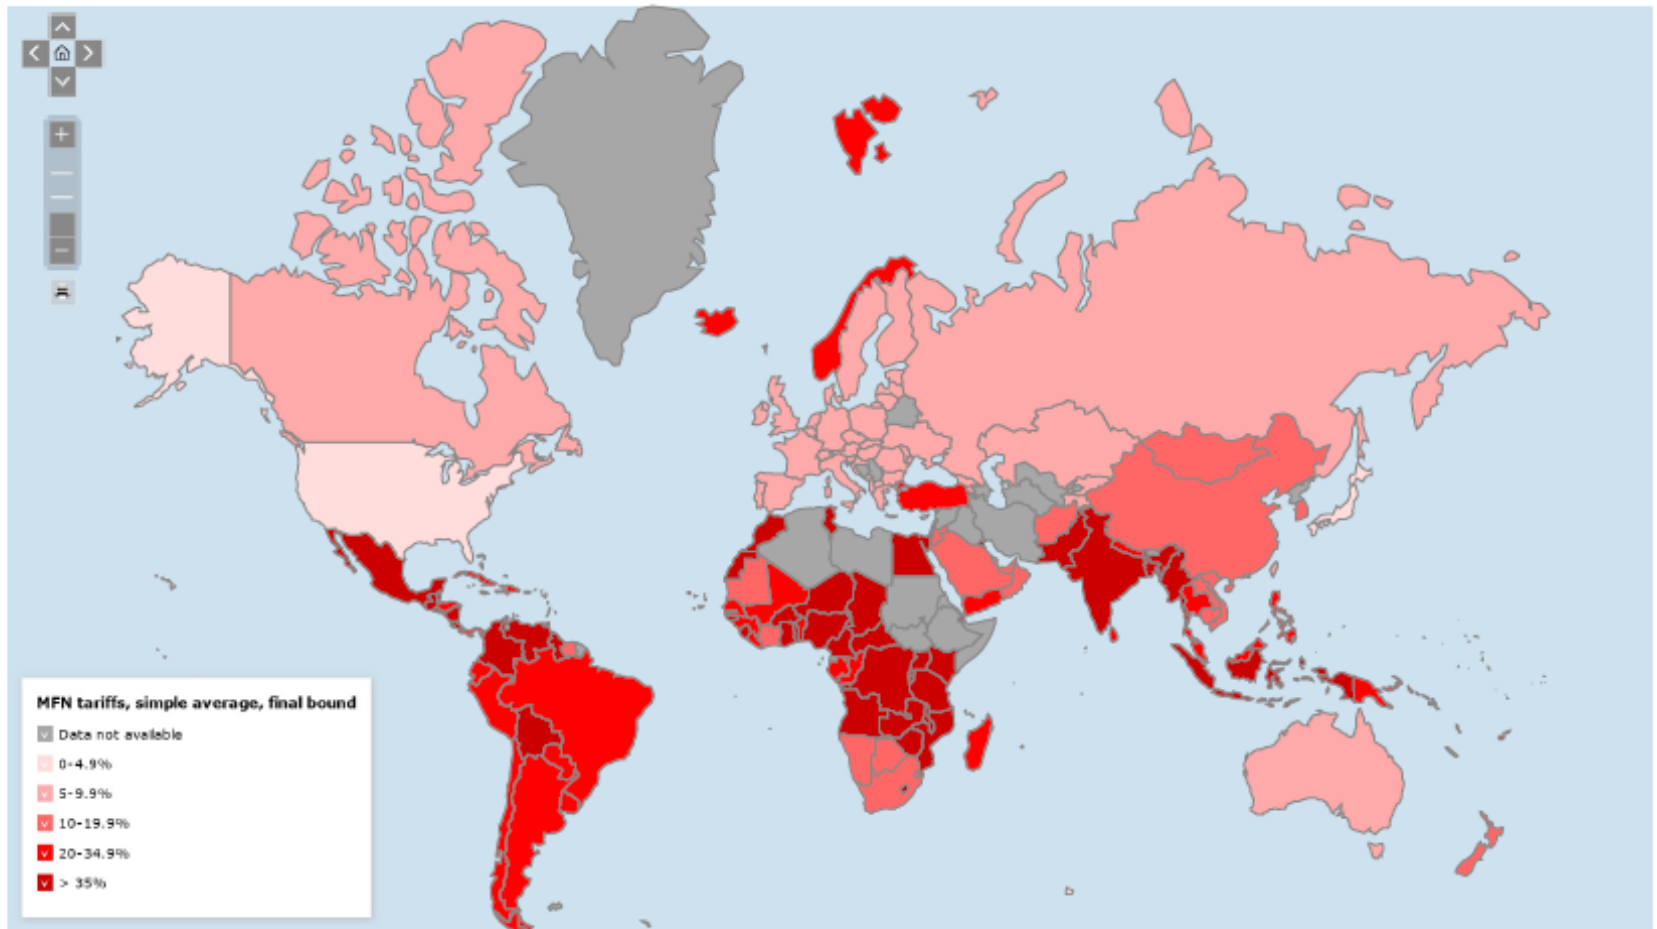 MFN tariffs, simple average, final bound
Data not available
0-4.9%
5-9.9%
10-19.9%
20-34.9%
> 35%